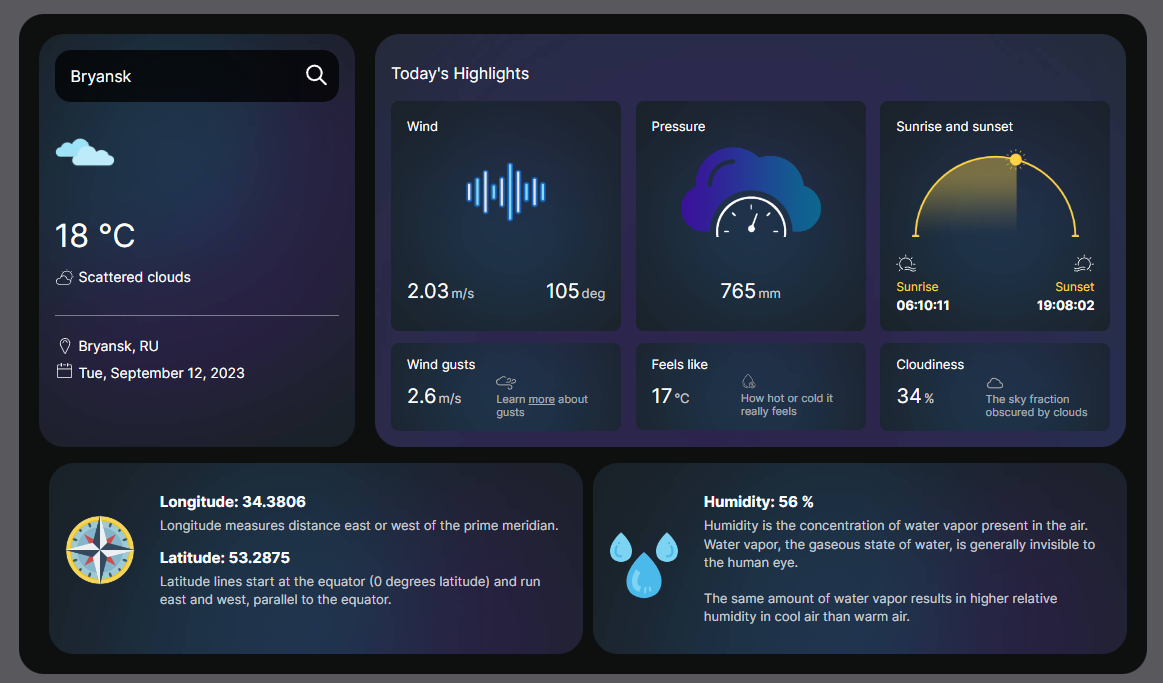 Bryansk
18 °C
Scattered clouds
Bryansk, RU
Tue, September 12, 2023
Today's Highlights
Wind
2.03 m/s
105 deg
Pressure
765 mm
Sunrise and sunset
Sunrise
06:10:11
Sunset
19:08:02
Wind gusts
2.6 m/s
Learn more about
gusts
Feels like
17 °C
How hot or cold it
really feels
Cloudiness
34 %
The sky fraction
obscured by clouds
Longitude: 34.3806
Longitude measures distance east or west of the prime meridian.
Latitude: 53.2875
Latitude lines start at the equator (0 degrees latitude) and run
east and west, parallel to the equator.
Humidity: 56 %
Humidity is the concentration of water vapor present in the air.
Water vapor, the gaseous state of water, is generally invisible to
the human eye.
The same amount of water vapor results in higher relative
humidity in cool air than warm air.